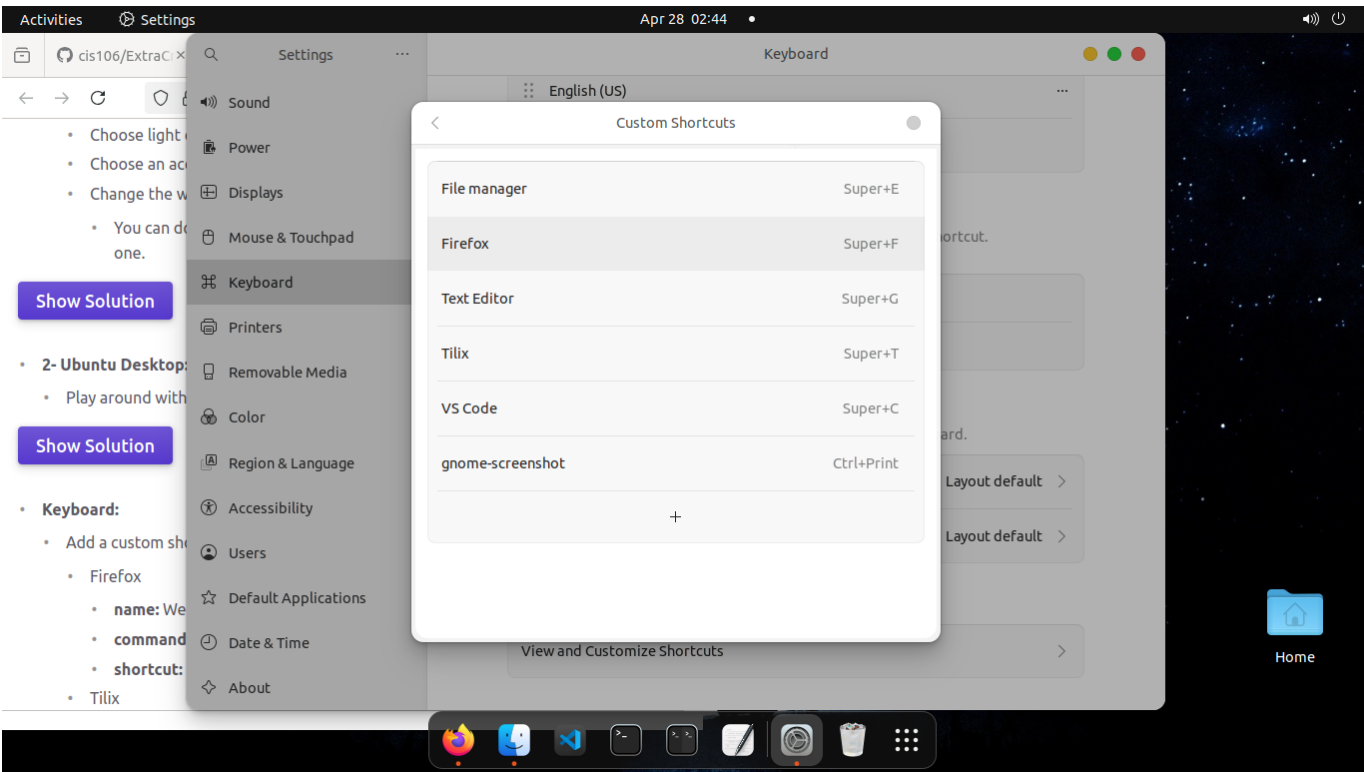 Activities
Settings
Apr 28 02:44
cis106/ExtraC
Choose light
Choose an ac
Change the w
You can do
one.
Show Solution
2- Ubuntu Desktop:
Play around with
Show Solution
Keyboard:
Add a custom sho
Firefox
name: We
command
shortcut:
Tilix
Settings
Sound
Power
Displays
Mouse & Touchpad
Keyboard
Printers
Removable Media
Color
Region & Language
Accessibility
Users
Default Applications
Date & Time
About
Keyboard
English (US)
ortcut.
ard.
Layout default
Layout default
View and Customize Shortcuts
Custom Shortcuts
File manager Super+E
Firefox Super+F
Text Editor Super+G
Tilix Super+T
VS Code Super+C
gnome-screenshot Ctrl+Print
Home